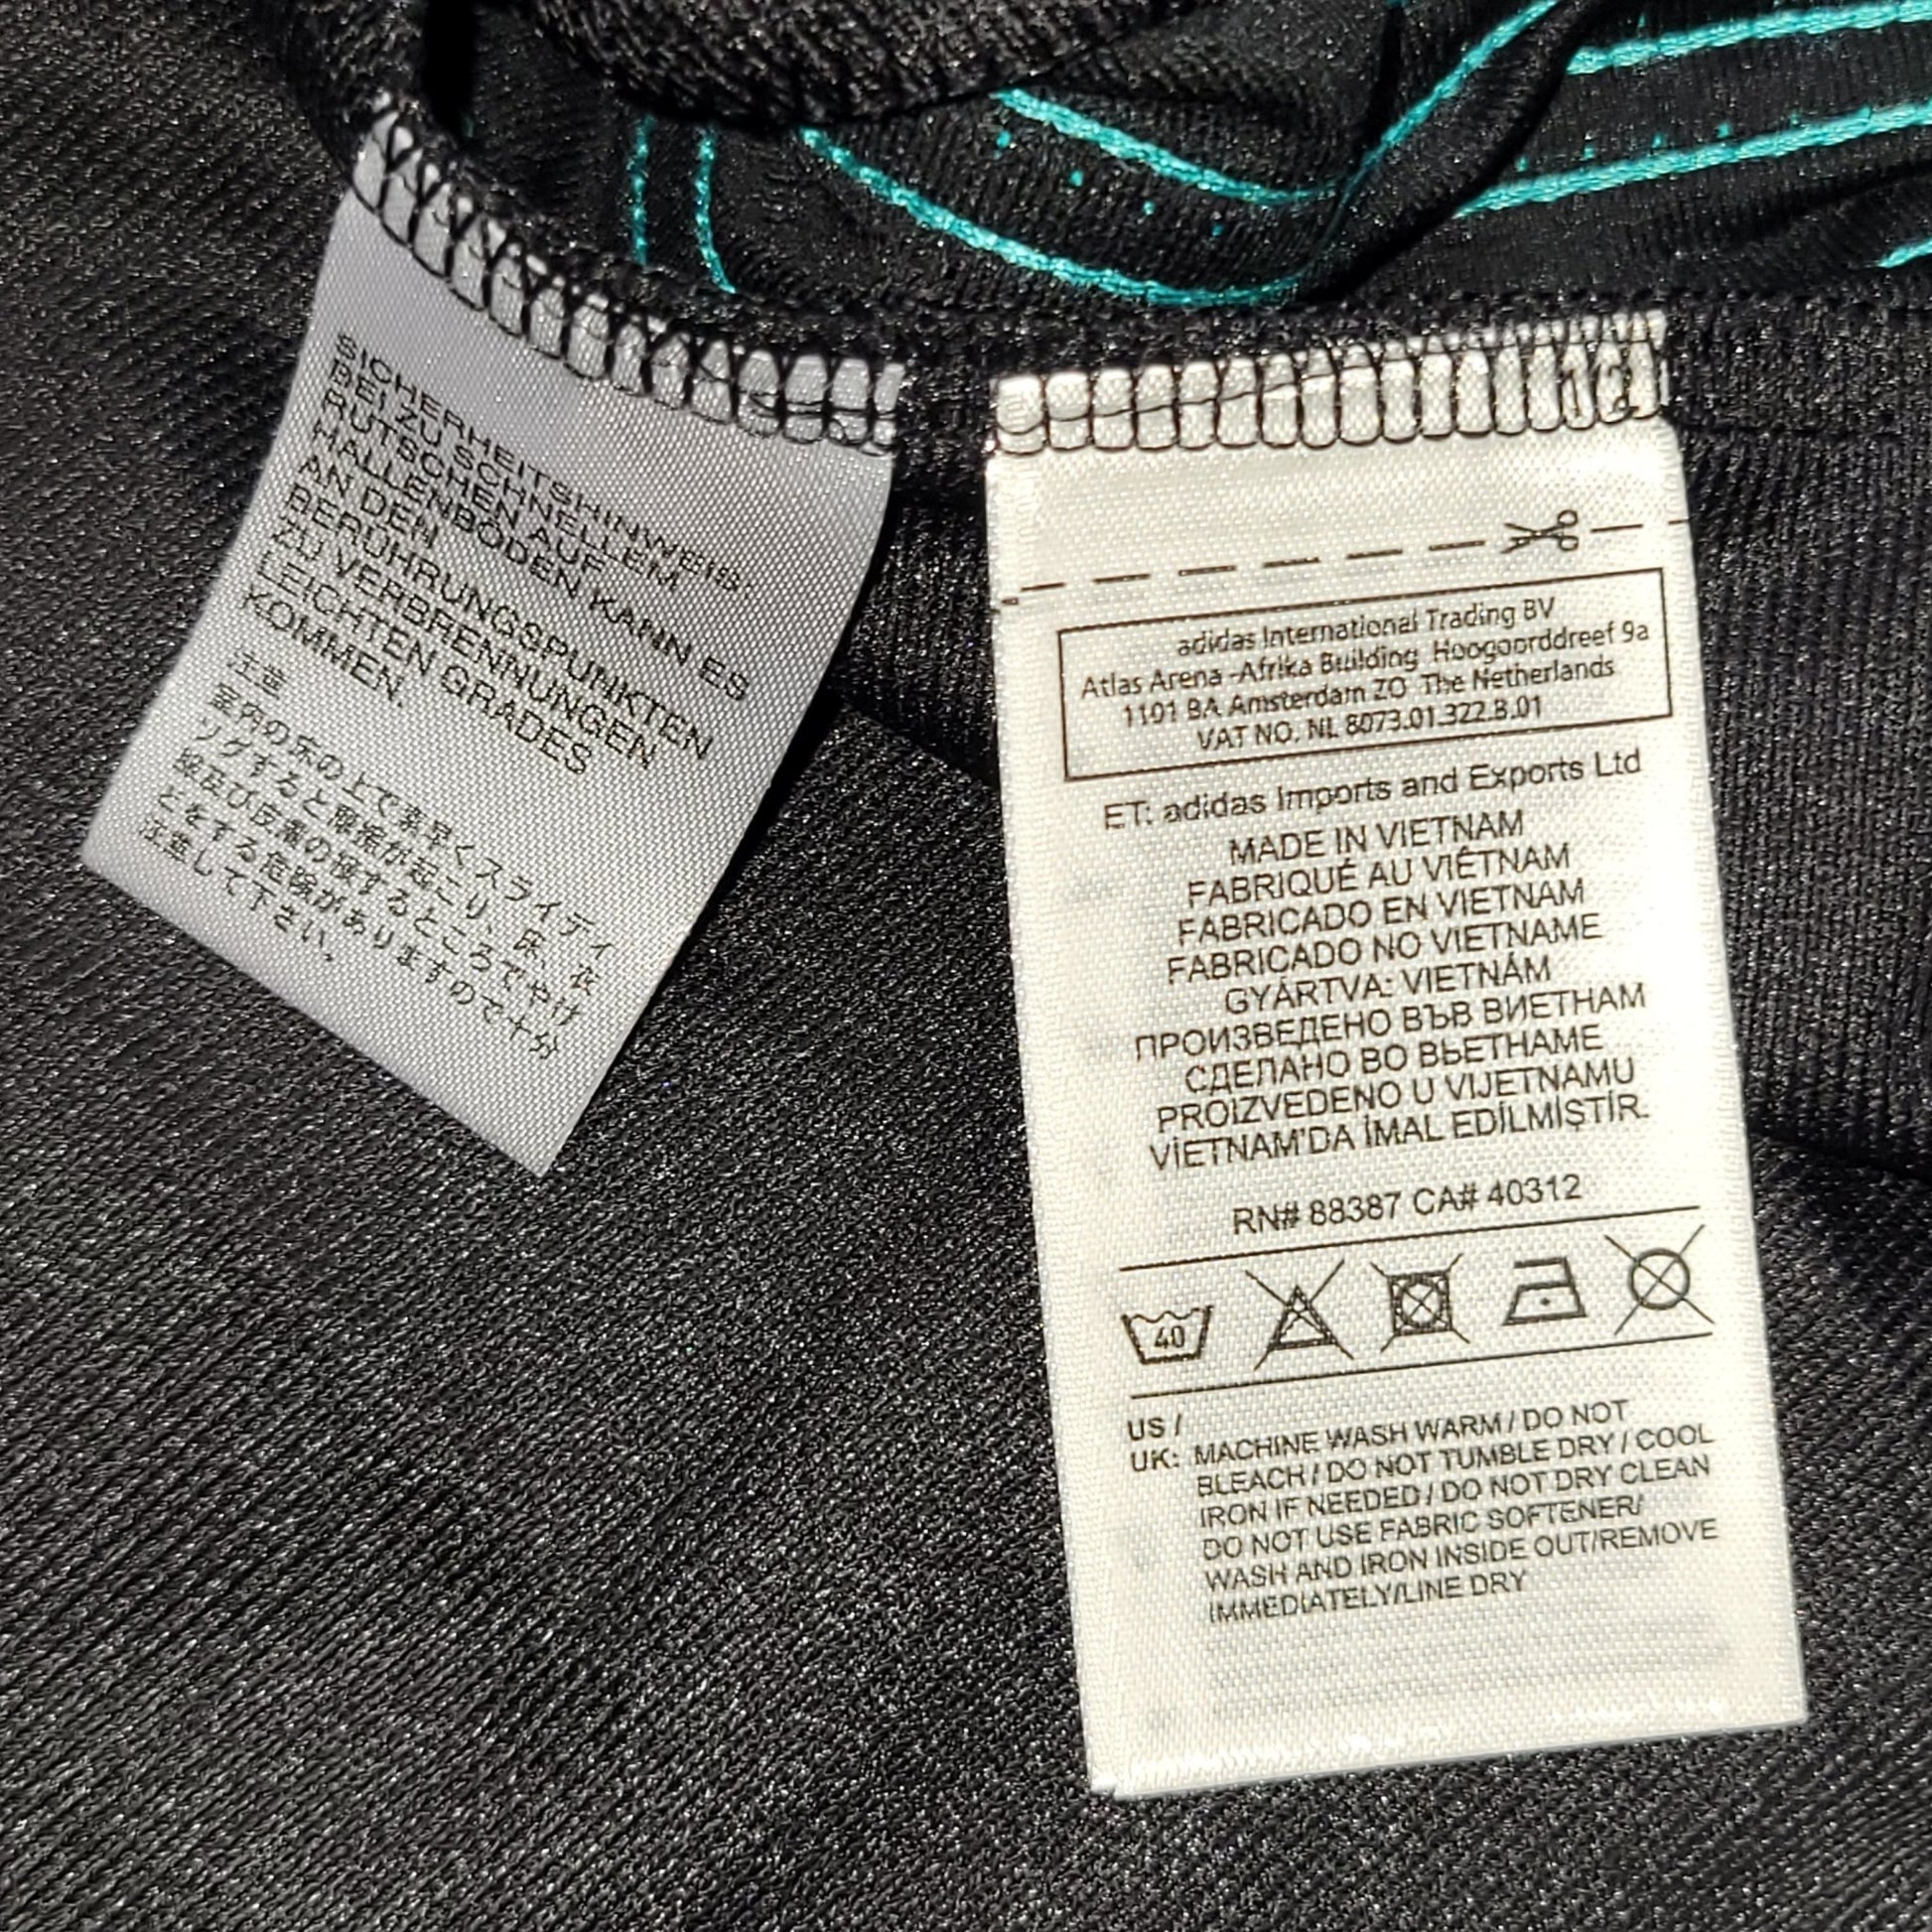 SICHERHEITSHINWEIS:
BEI ZU SCHNELLEM
RUTSCHEN AUF
HALLENBÖDEN KANN ES
AN DEN
BERÜHRUNGSPUNKTEN
ZU VERBRENNUNGEN
LEICHTEN GRADES
KOMMEN.
注意
室内の床の上で素早くスライディ
ングすると摩擦が起こり、床、衣
類及び皮膚の接するところでやけ
どをする危険がありますので十分
注意して下さい。
12
adidas International Trading BV
Atlas Arena -Afrika Building Hoogoorddreef 9a
1101 BA Amsterdam ZO The Netherlands
VAT NO. NL 8073.01.322.B.01
ET: adidas Imports and Exports Ltd
MADE IN VIETNAM
FABRIQUÉ AU VIÊTNAM
FABRICADO EN VIETNAM
FABRICADO NO VIETNAME
GYÁRTVA: VIETNÁM
ПРОИЗВЕДЕНО ВЪВ ВИЕТНАМ
СДЕЛАНО ВО ВЬЕТНАМЕ
PROIZVEDENO U VIJETNAMU
VİETNAM'DA İMAL EDİLMİŞTİR.
RN# 88387 CA# 40312
40
US /
UK: MACHINE WASH WARM / DO NOT
BLEACH / DO NOT TUMBLE DRY / COOL
IRON IF NEEDED / DO NOT DRY CLEAN
DO NOT USE FABRIC SOFTENER/
WASH AND IRON INSIDE OUT/REMOVE
IMMEDIATELY/LINE DRY